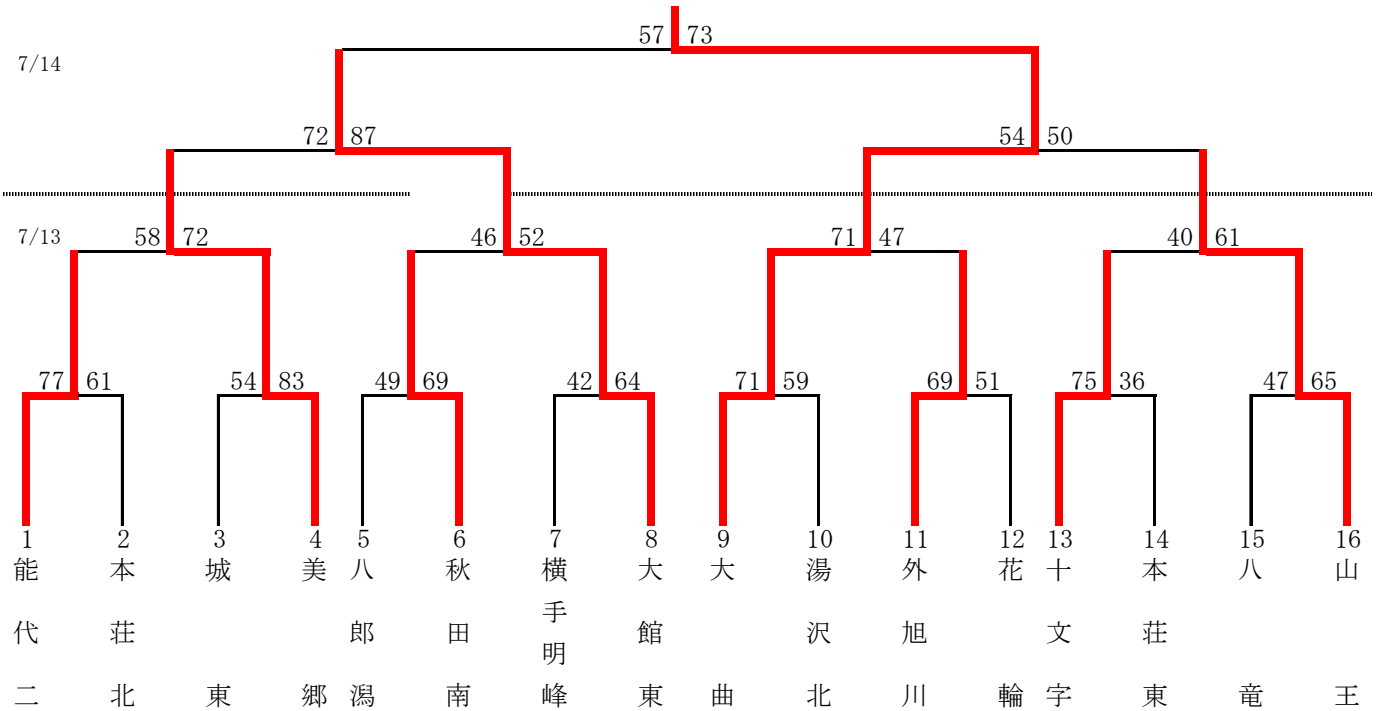 57 73
7/14
72 87
54 50
7/13
58 72
46 52
71 47
40 61
77 61
54 83
49 69
42 64
71 59
69 51
75 36
47 65
1 能代二
2 本荘北
3 城東
4 美郷
5 八郎潟
6 秋田南
7 横手明峰
8 大館東
9 大曲
10 湯沢北
11 外旭川
12 花輪
13 十文字
14 本荘東
15 八竜
16 山王